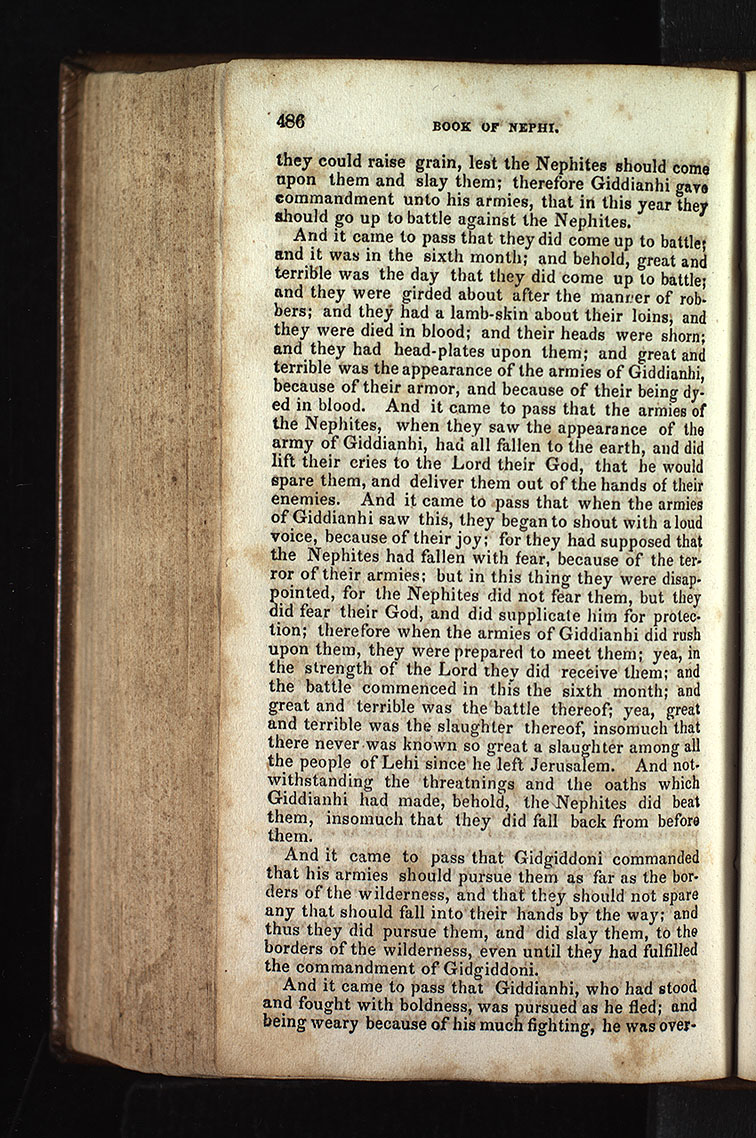 486
BOOK OF NEPHI.
they could raise grain, lest the Nephites should come
upon them and slay them; therefore Giddianhi gave
commandment unto his armies, that in this year they
should go up to battle against the Nephites.
And it came to pass that they did come up to battle;
and it was in the sixth month; and behold, great and
terrible was the day that they did come up to battle;
and they were girded about after the manner of rob-
bers; and they had a lamb-skin about their loins, and
they were died in blood; and their heads were shorn;
and they had head-plates upon them; and great and
terrible was the appearance of the armies of Giddianhi,
because of their armor, and because of their being dy-
ed in blood. And it came to pass that the armies of
the Nephites, when they saw the appearance of the
army of Giddianhi, had all fallen to the earth, and did
lift their cries to the Lord their God, that he would
spare them, and deliver them out of the hands of their
enemies. And it came to pass that when the armies
of Giddianhi saw this, they began to shout with a loud
voice, because of their joy; for they had supposed that
the Nephites had fallen with fear, because of the ter-
ror of their armies; but in this thing they were disap-
pointed, for the Nephites did not fear them, but they
did fear their God, and did supplicate him for protec-
tion; therefore when the armies of Giddianhi did rush
upon them, they were prepared to meet them; yea, in
the strength of the Lord they did receive them; and
the battle commenced in this the sixth month; and
great and terrible was the battle thereof; yea, great
and terrible was the slaughter thereof, insomuch that
there never was known so great a slaughter among all
the people of Lehi since he left Jerusalem. And not-
withstanding the threatnings and the oaths which
Giddianhi had made, behold, the Nephites did beat
them, insomuch that they did fall back from before
them.
And it came to pass that Gidgiddoni commanded
that his armies should pursue them as far as the bor-
ders of the wilderness, and that they should not spare
any that should fall into their hands by the way; and
thus they did pursue them, and did slay them, to the
borders of the wilderness, even until they had fulfilled
the commandment of Gidgiddoni.
And it came to pass that Giddianhi, who had stood
and fought with boldness, was pursued as he fled; and
being weary because of his much fighting, he was over-